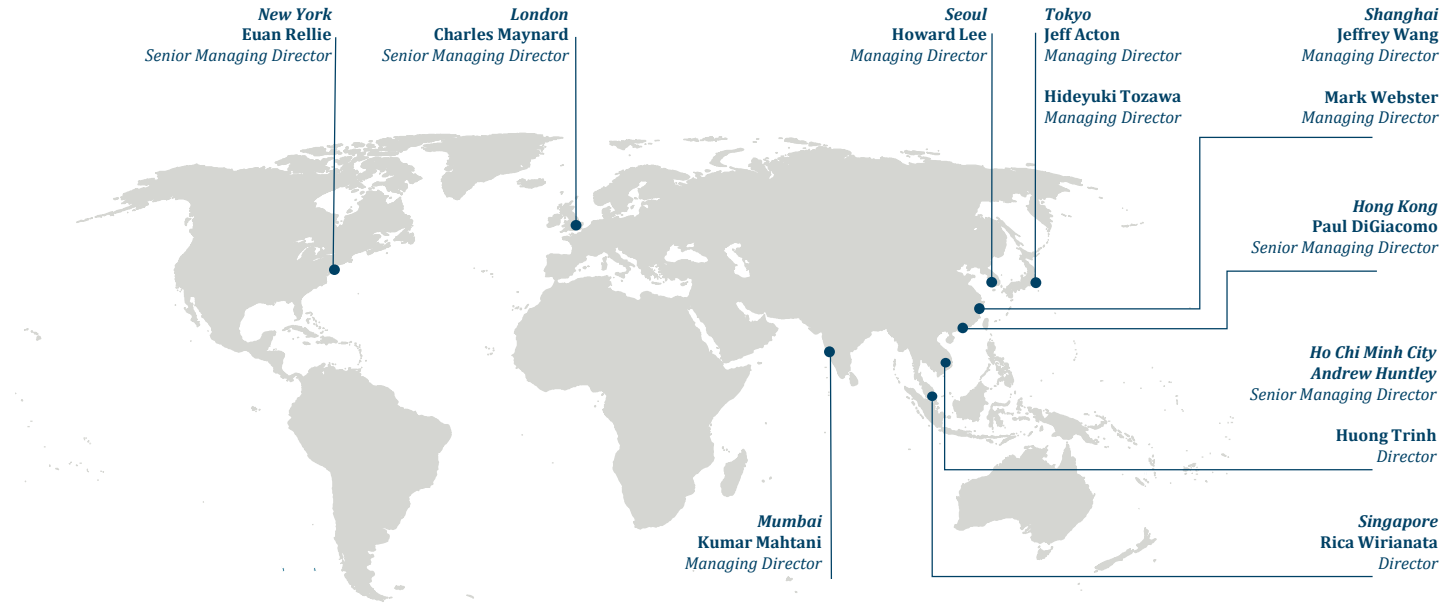 New York
Euan Rellie
Senior Managing Director
London
Charles Maynard
Senior Managing Director
Seoul
Howard Lee
Managing Director
Tokyo
Jeff Acton
Managing Director
Hideyuki Tozawa
Managing Director
Shanghai
Jeffrey Wang
Managing Director
Mark Webster
Managing Director
Hong Kong
Paul DiGiacomo
Senior Managing Director
Ho Chi Minh City
Andrew Huntley
Senior Managing Director
Huong Trinh
Director
Mumbai
Kumar Mahtani
Managing Director
Singapore
Rica Wirianata
Director